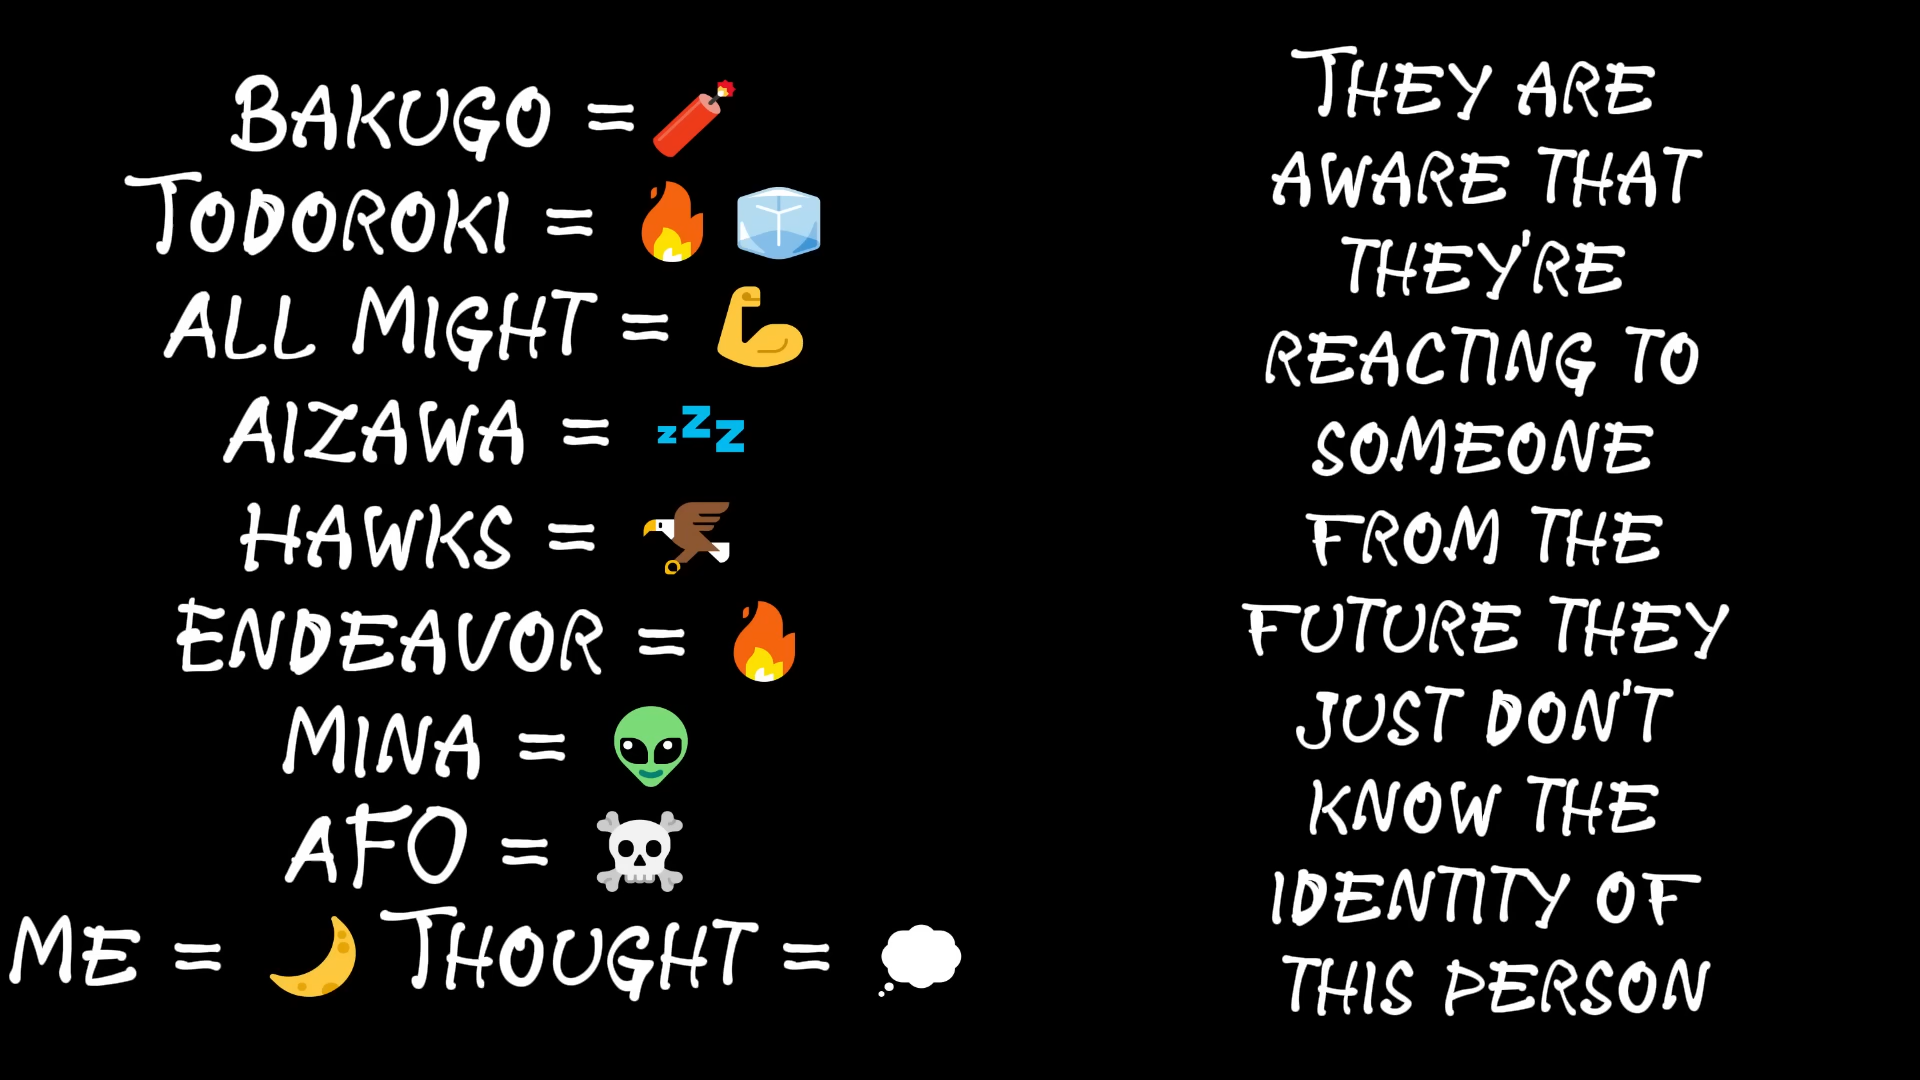 BAKUGO = 🧨
TODOROKI = 🔥 🧊
ALL MIGHT = 💪
AIZAWA = 💤
HAWKS = 🦅
ENDEAVOR = 🔥
MINA = 👽
AFO = ☠️
ME = 🌙 THOUGHT = 💭
THEY ARE
AWARE THAT
THEY'RE
REACTING TO
SOMEONE
FROM THE
FUTURE THEY
JUST DON'T
KNOW THE
IDENTITY OF
THIS PERSON